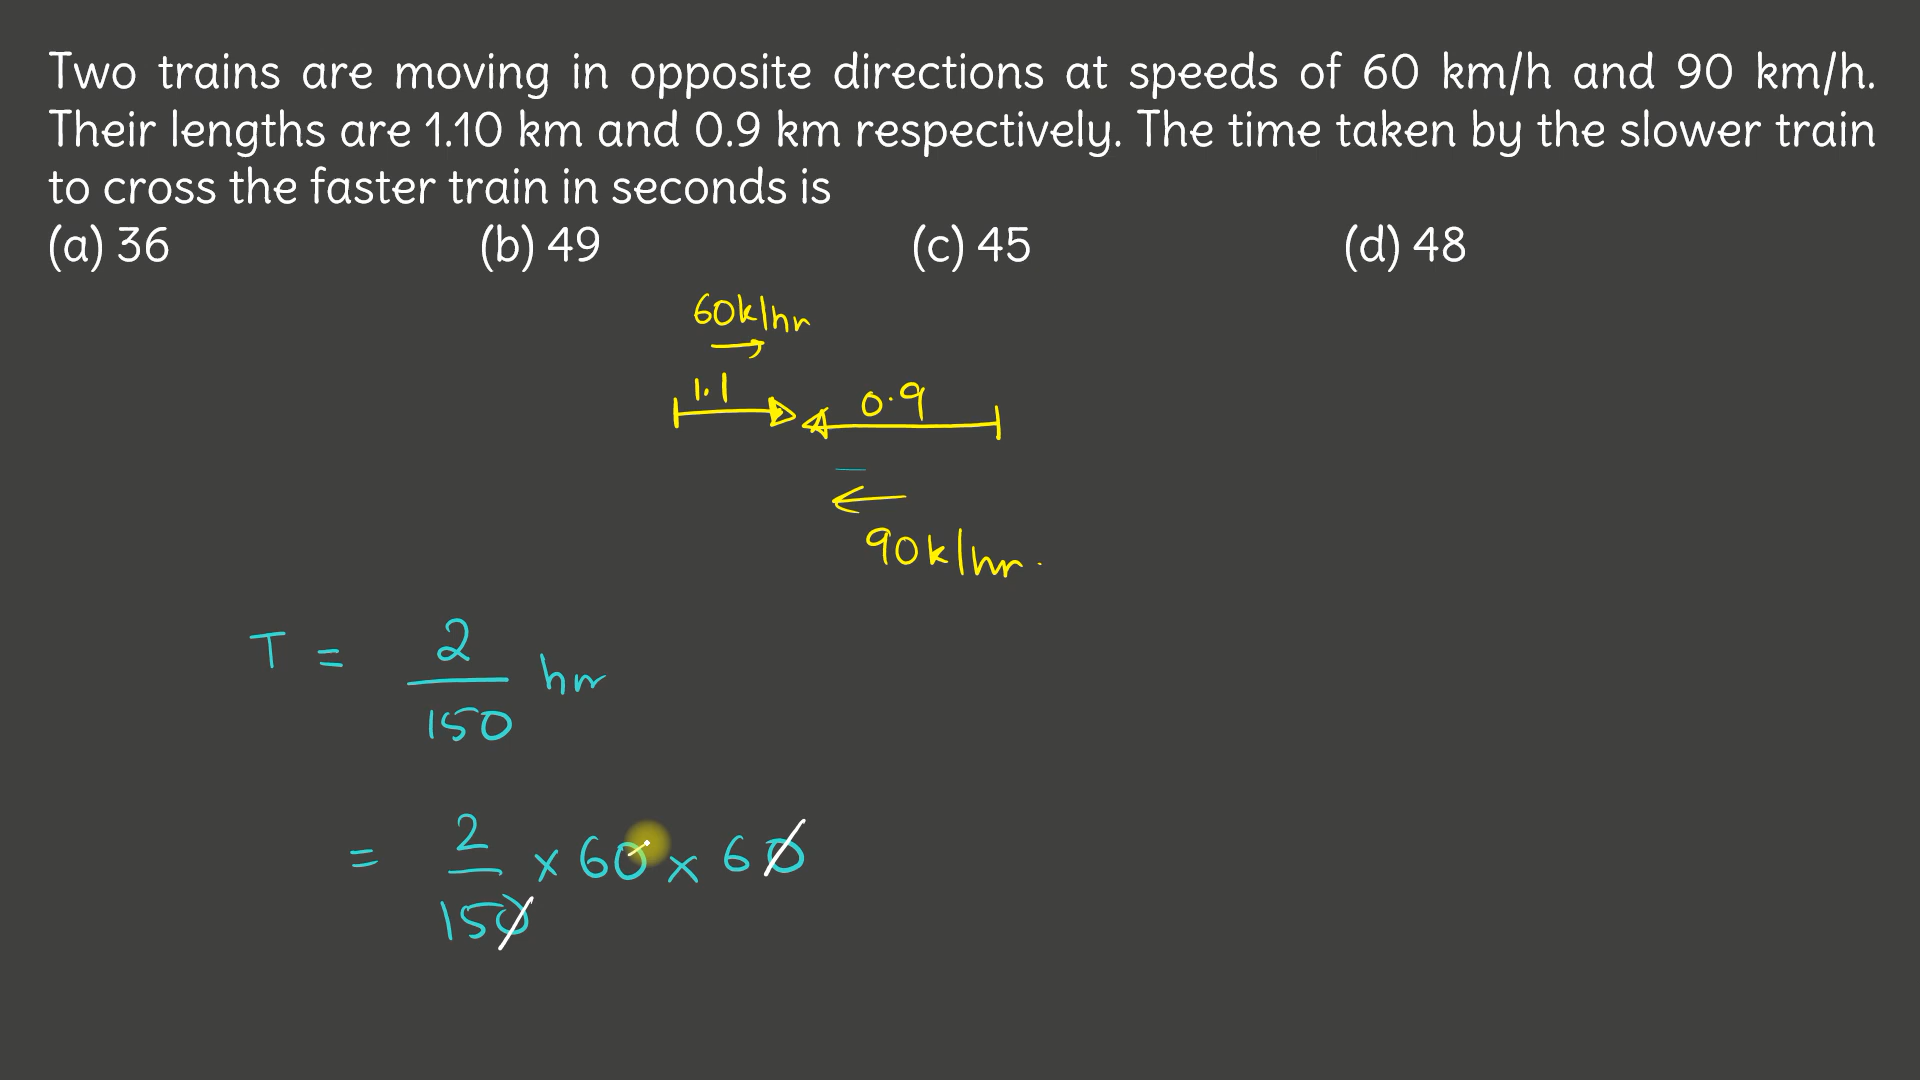 Two trains are moving in opposite directions at speeds of 60 km/h and 90 km/h.
Their lengths are 1.10 km and 0.9 km respectively. The time taken by the slower train
to cross the faster train in seconds is
(a) 36 (b) 49 (c) 45 (d) 48
60k/hr
1.1 0.9
90k/hr.
T = 2/150 hr
= 2/150 × 60 × 60